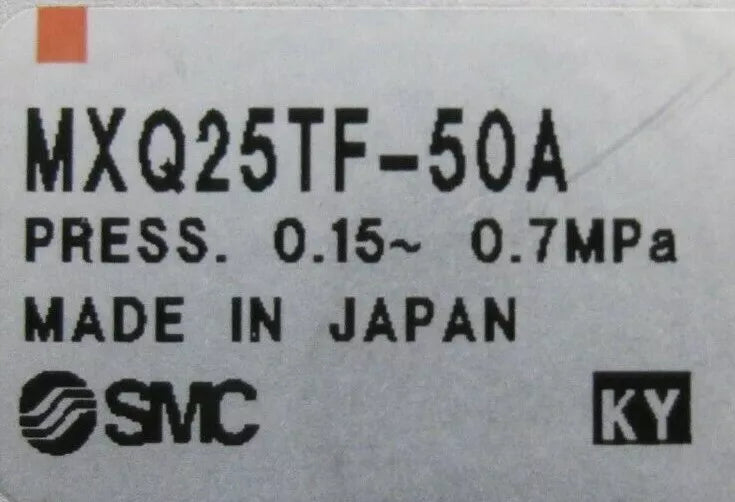 MXQ25TF-50A
PRESS. 0.15~ 0.7MPa
MADE IN JAPAN
SMC KY